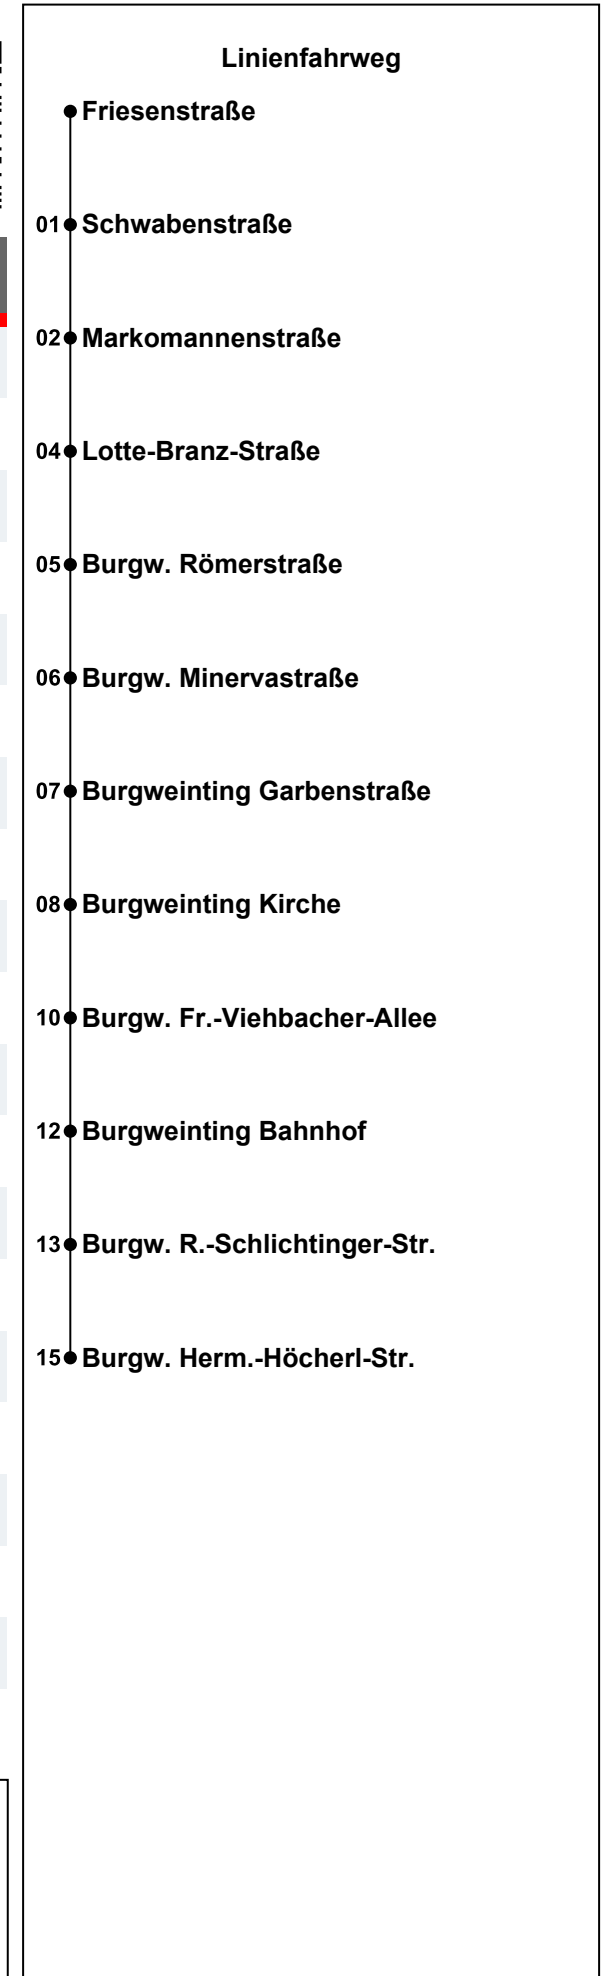 Linienfahrweg
Friesenstraße
01 Schwabenstraße
02 Markomannenstraße
04 Lotte-Branz-Straße
05 Burgw. Römerstraße
06 Burgw. Minervastraße
07 Burgweinting Garbenstraße
08 Burgweinting Kirche
10 Burgw. Fr.-Viehbacher-Allee
12 Burgweinting Bahnhof
13 Burgw. R.-Schlichtinger-Str.
15 Burgw. Herm.-Höcherl-Str.